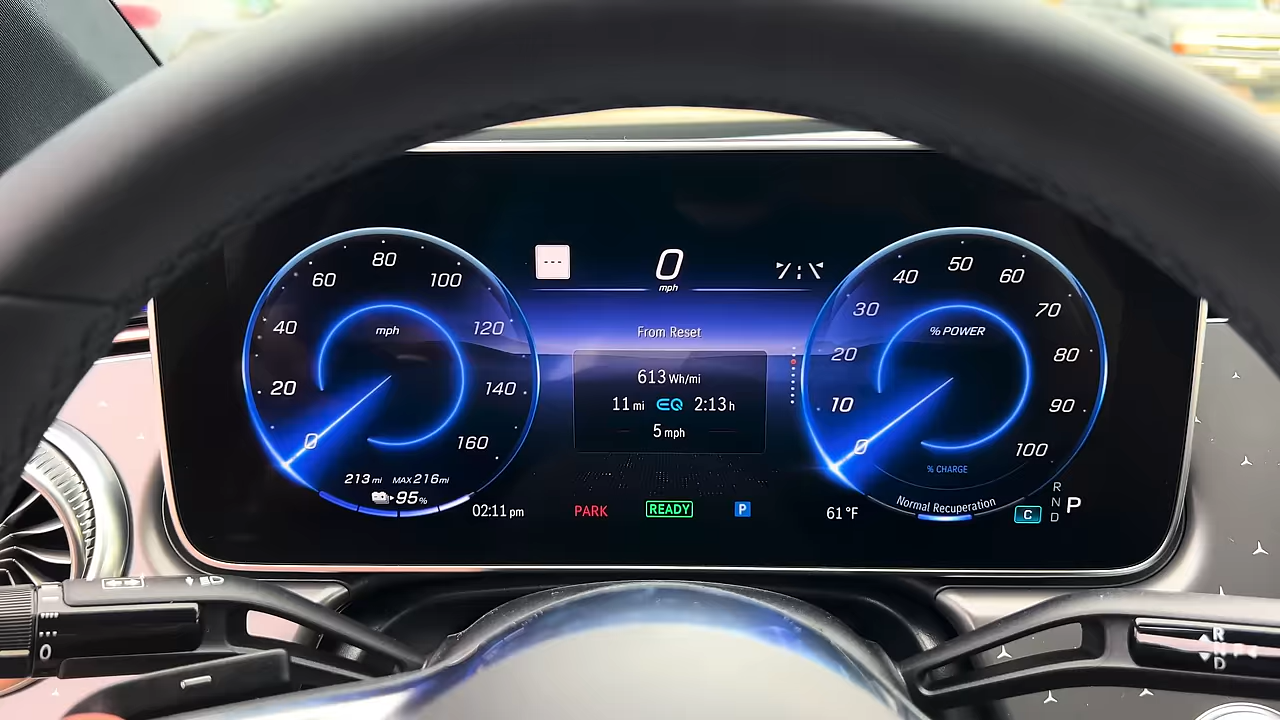 80
60 100
40 mph 120
20 140
0 160
213 mi MAX 216 mi
95%
02:11 pm
---
0
mph
From Reset
613 Wh/mi
11 mi EQ 2:13 h
5 mph
PARK READY P
50
40 60
30 70
% POWER
20 80
10 90
0 100
% CHARGE
Normal Recuperation
61 °F
C
R
N
D
P
0
R
N
D